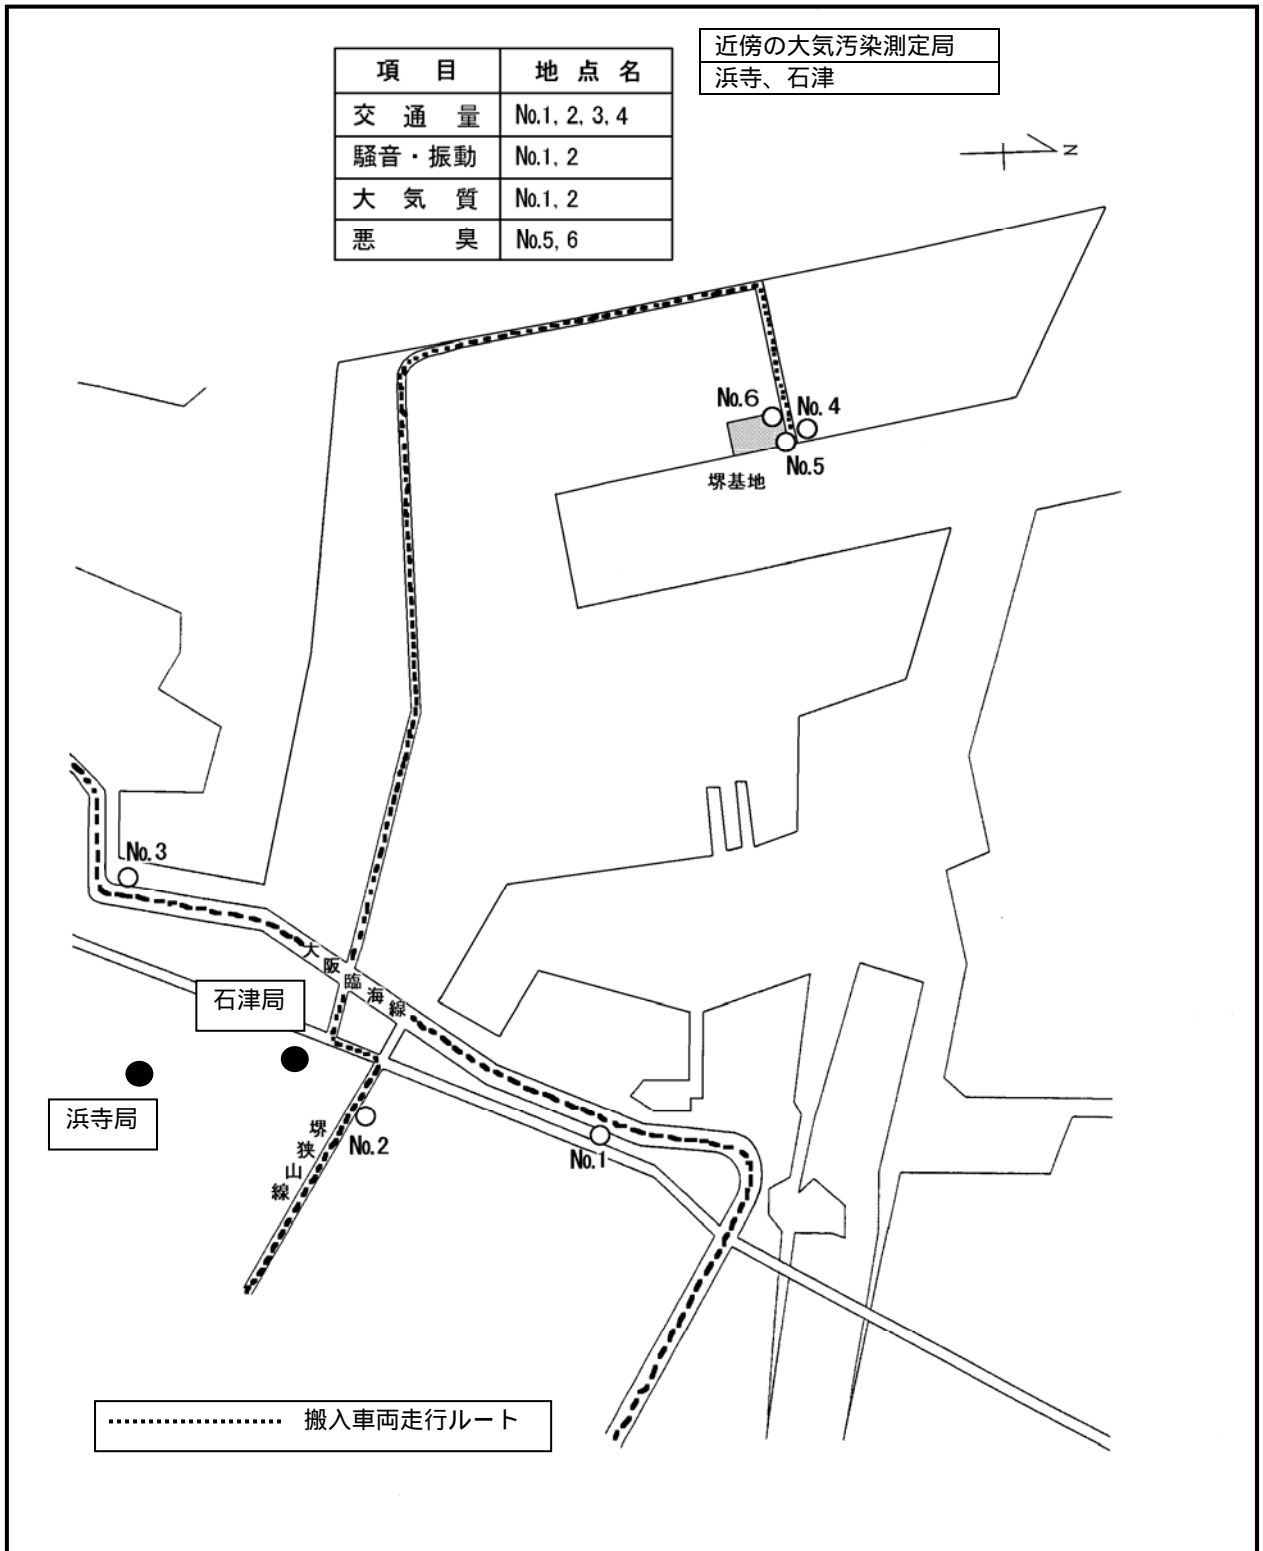 近傍の大気汚染測定局
浜寺、石津
項 目 地 点 名
交 通 量 No.1, 2, 3, 4
騒音・振動 No.1, 2
大 気 質 No.1, 2
悪 臭 No.5, 6
N
No.6
No.4
No.5
堺基地
No.3
大阪臨海線
石津局
浜寺局
堺狭山線
No.2
No.1
搬入車両走行ルート